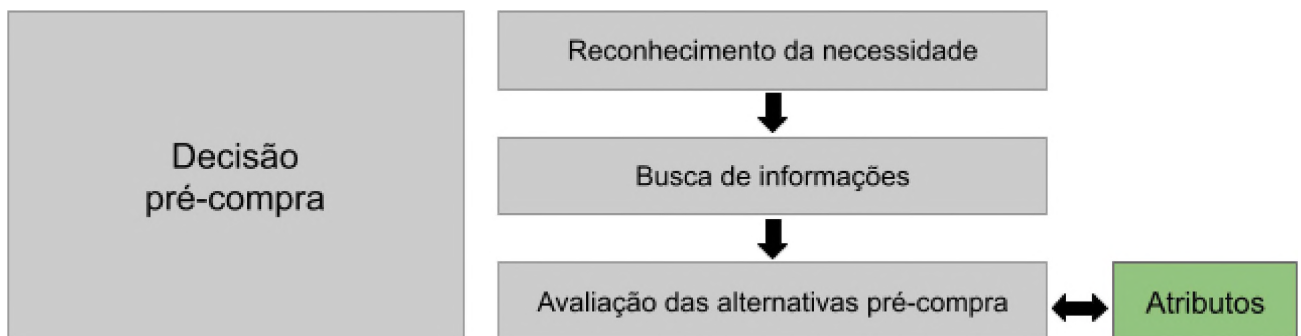 Decisão
pré-compra
Reconhecimento da necessidade
Busca de informações
Avaliação das alternativas pré-compra
Atributos